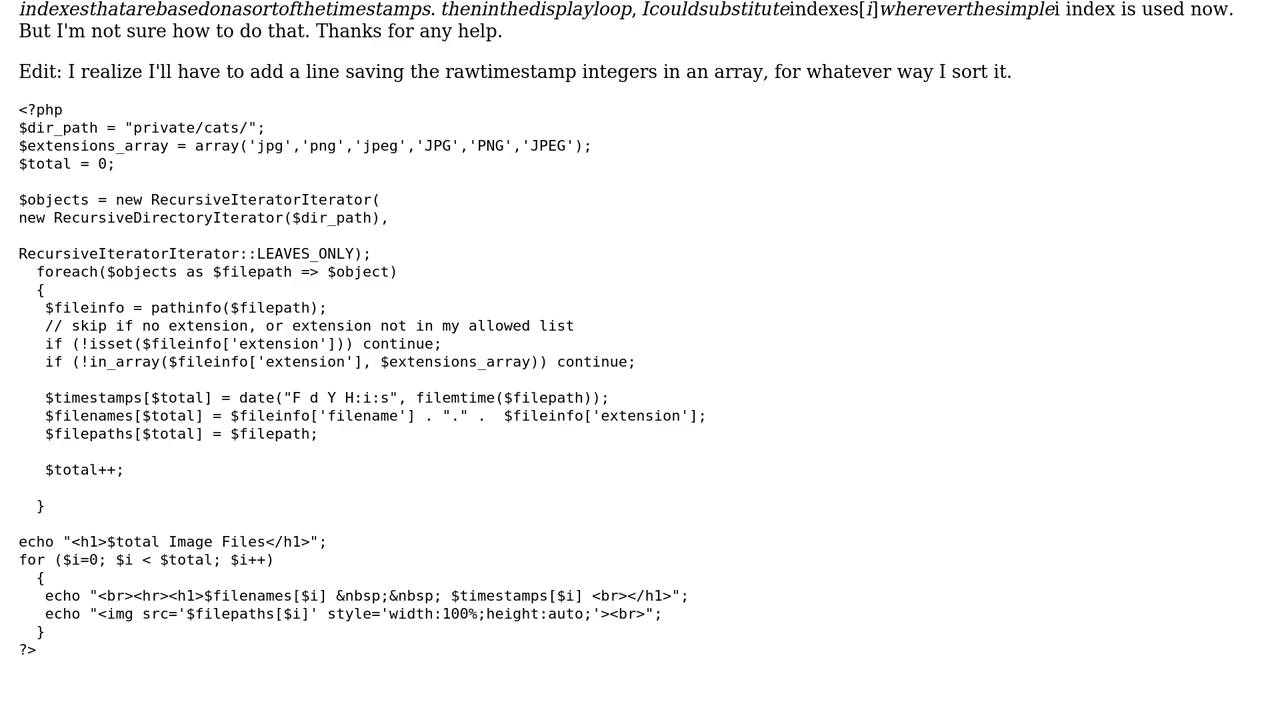 indexesthatarebasedonasortofthetimestamps. theninthedisplayloop, Icouldsubstituteindexes[i]whereverthesimplei index is used now.
But I'm not sure how to do that. Thanks for any help.
Edit: I realize I'll have to add a line saving the rawtimestamp integers in an array, for whatever way I sort it.
<?php
$dir_path = "private/cats/";
$extensions_array = array('jpg','png','jpeg','JPG','PNG','JPEG');
$total = 0;
$objects = new RecursiveIteratorIterator(
new RecursiveDirectoryIterator($dir_path),
RecursiveIteratorIterator::LEAVES_ONLY);
  foreach($objects as $filepath => $object)
  {
   $fileinfo = pathinfo($filepath);
   // skip if no extension, or extension not in my allowed list
   if (!isset($fileinfo['extension'])) continue;
   if (!in_array($fileinfo['extension'], $extensions_array)) continue;
   $timestamps[$total] = date("F d Y H:i:s", filemtime($filepath));
   $filenames[$total] = $fileinfo['filename'] . "." .  $fileinfo['extension'];
   $filepaths[$total] = $filepath;
   $total++;
  }
echo "<h1>$total Image Files</h1>";
for ($i=0; $i < $total; $i++)
  {
   echo "<br><hr><h1>$filenames[$i] &nbsp;&nbsp; $timestamps[$i] <br></h1>";
   echo "<img src='$filepaths[$i]' style='width:100%;height:auto;'><br>";
  }
?>